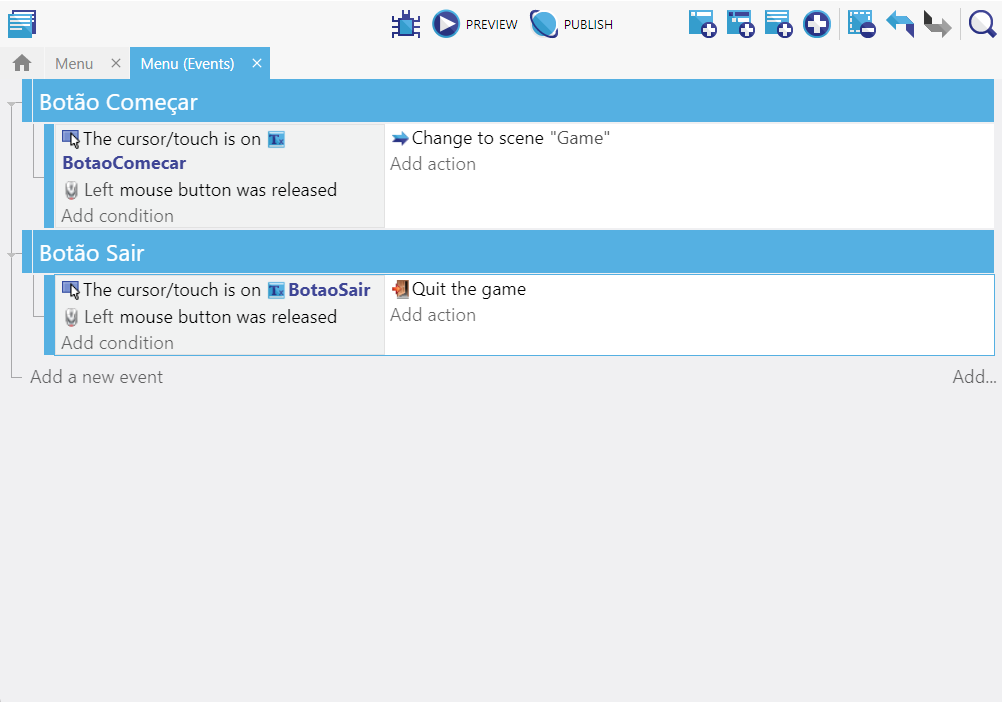 PREVIEW
PUBLISH
Menu
Menu (Events)
Botão Começar
The cursor/touch is on
BotaoComecar
Left mouse button was released
Add condition
Change to scene "Game"
Add action
Botão Sair
The cursor/touch is on BotaoSair
Left mouse button was released
Add condition
Quit the game
Add action
Add a new event
Add...